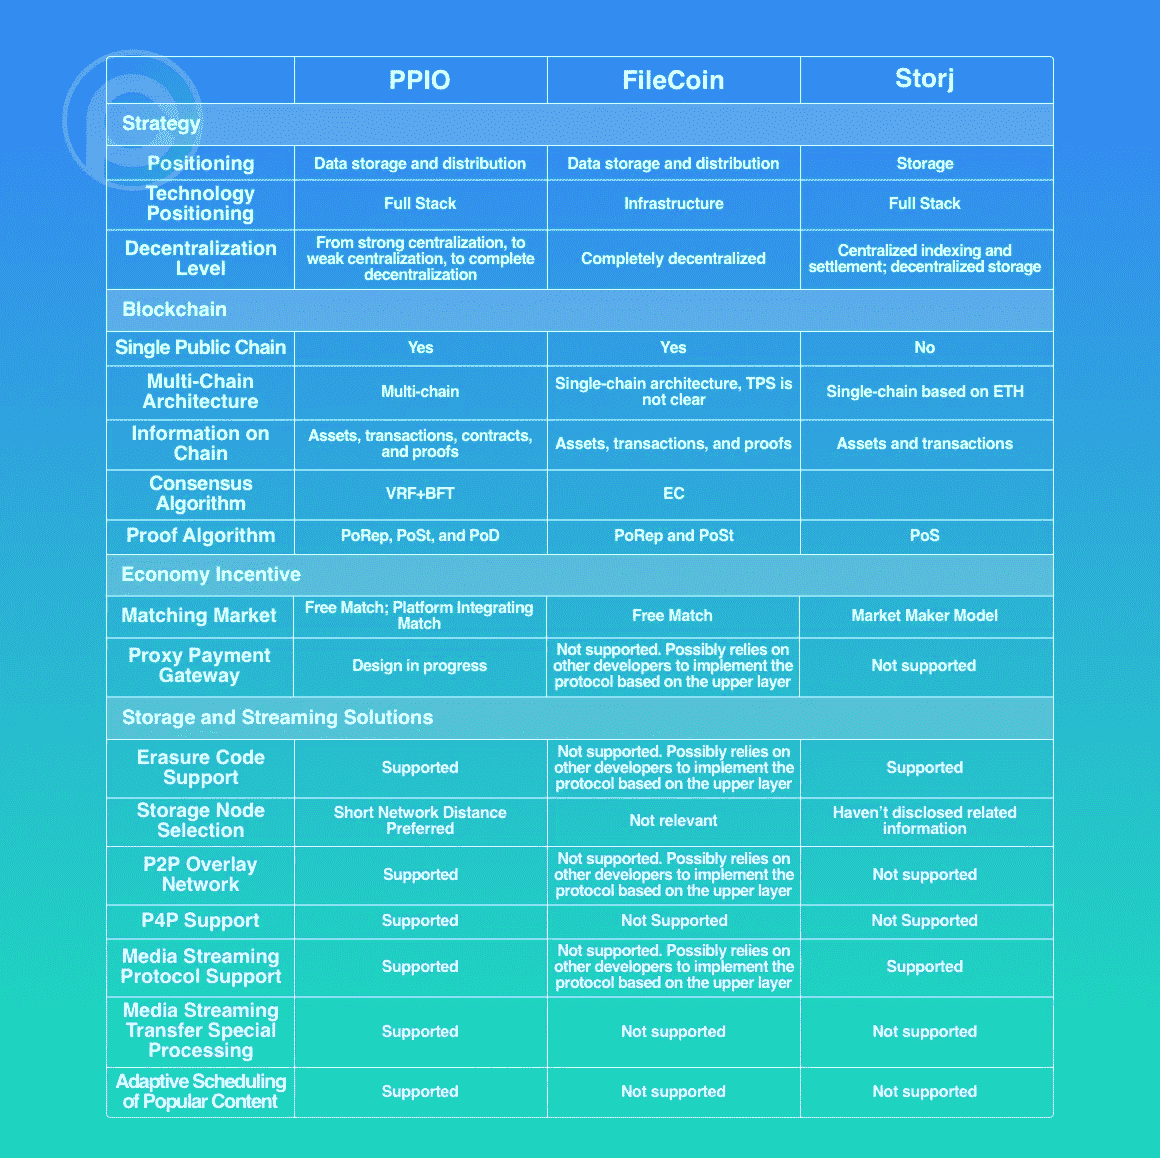 PPIO FileCoin Storj
Strategy
Positioning Data storage and distribution Data storage and distribution Storage
Technology
Positioning
Full Stack Infrastructure Full Stack
Decentralization
Level
From strong centralization, to
weak centralization, to complete
decentralization
Completely decentralized
Centralized indexing and
settlement; decentralized storage
Blockchain
Single Public Chain Yes Yes No
Multi-Chain
Architecture
Multi-chain
Single-chain architecture, TPS is
not clear
Single-chain based on ETH
Information on
Chain
Assets, transactions, contracts,
and proofs
Assets, transactions, and proofs
Assets and transactions
Consensus
Algorithm
VRF+BFT EC
Proof Algorithm PoRep, PoSt, and PoD PoRep and PoSt PoS
Economy Incentive
Matching Market
Free Match; Platform Integrating
Match
Free Match
Market Maker Model
Proxy Payment
Gateway
Design in progress
Not supported. Possibly relies on
other developers to implement the
protocol based on the upper layer
Not supported
Storage and Streaming Solutions
Erasure Code
Support
Supported
Not supported. Possibly relies on
other developers to implement the
protocol based on the upper layer
Supported
Storage Node
Selection
Short Network Distance
Preferred
Not relevant
Haven't disclosed related
information
P2P Overlay
Network
Supported
Not supported. Possibly relies on
other developers to implement the
protocol based on the upper layer
Not supported
P4P Support Supported Not Supported Not Supported
Media Streaming
Protocol Support
Supported
Not supported. Possibly relies on
other developers to implement the
protocol based on the upper layer
Supported
Media Streaming
Transfer Special
Processing
Supported Not supported Not supported
Adaptive Scheduling
of Popular Content
Supported Not supported Not supported